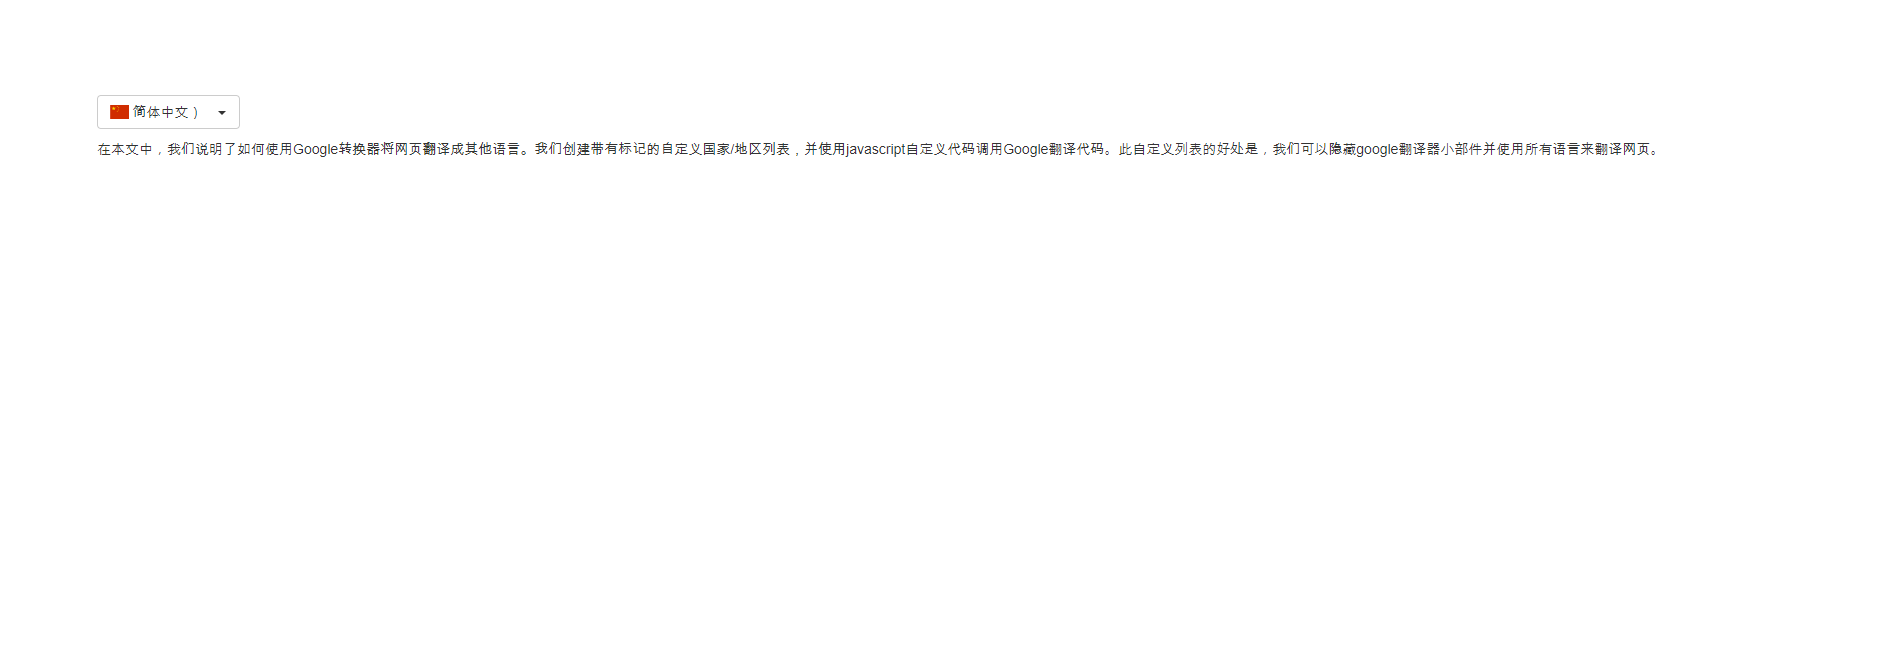 简体中文）
在本文中，我们说明了如何使用Google转换器将网页翻译成其他语言。我们创建带有标记的自定义国家/地区列表，并使用javascript自定义代码调用Google翻译代码。此自定义列表的好处是，我们可以隐藏google翻译器小部件并使用所有语言来翻译网页。